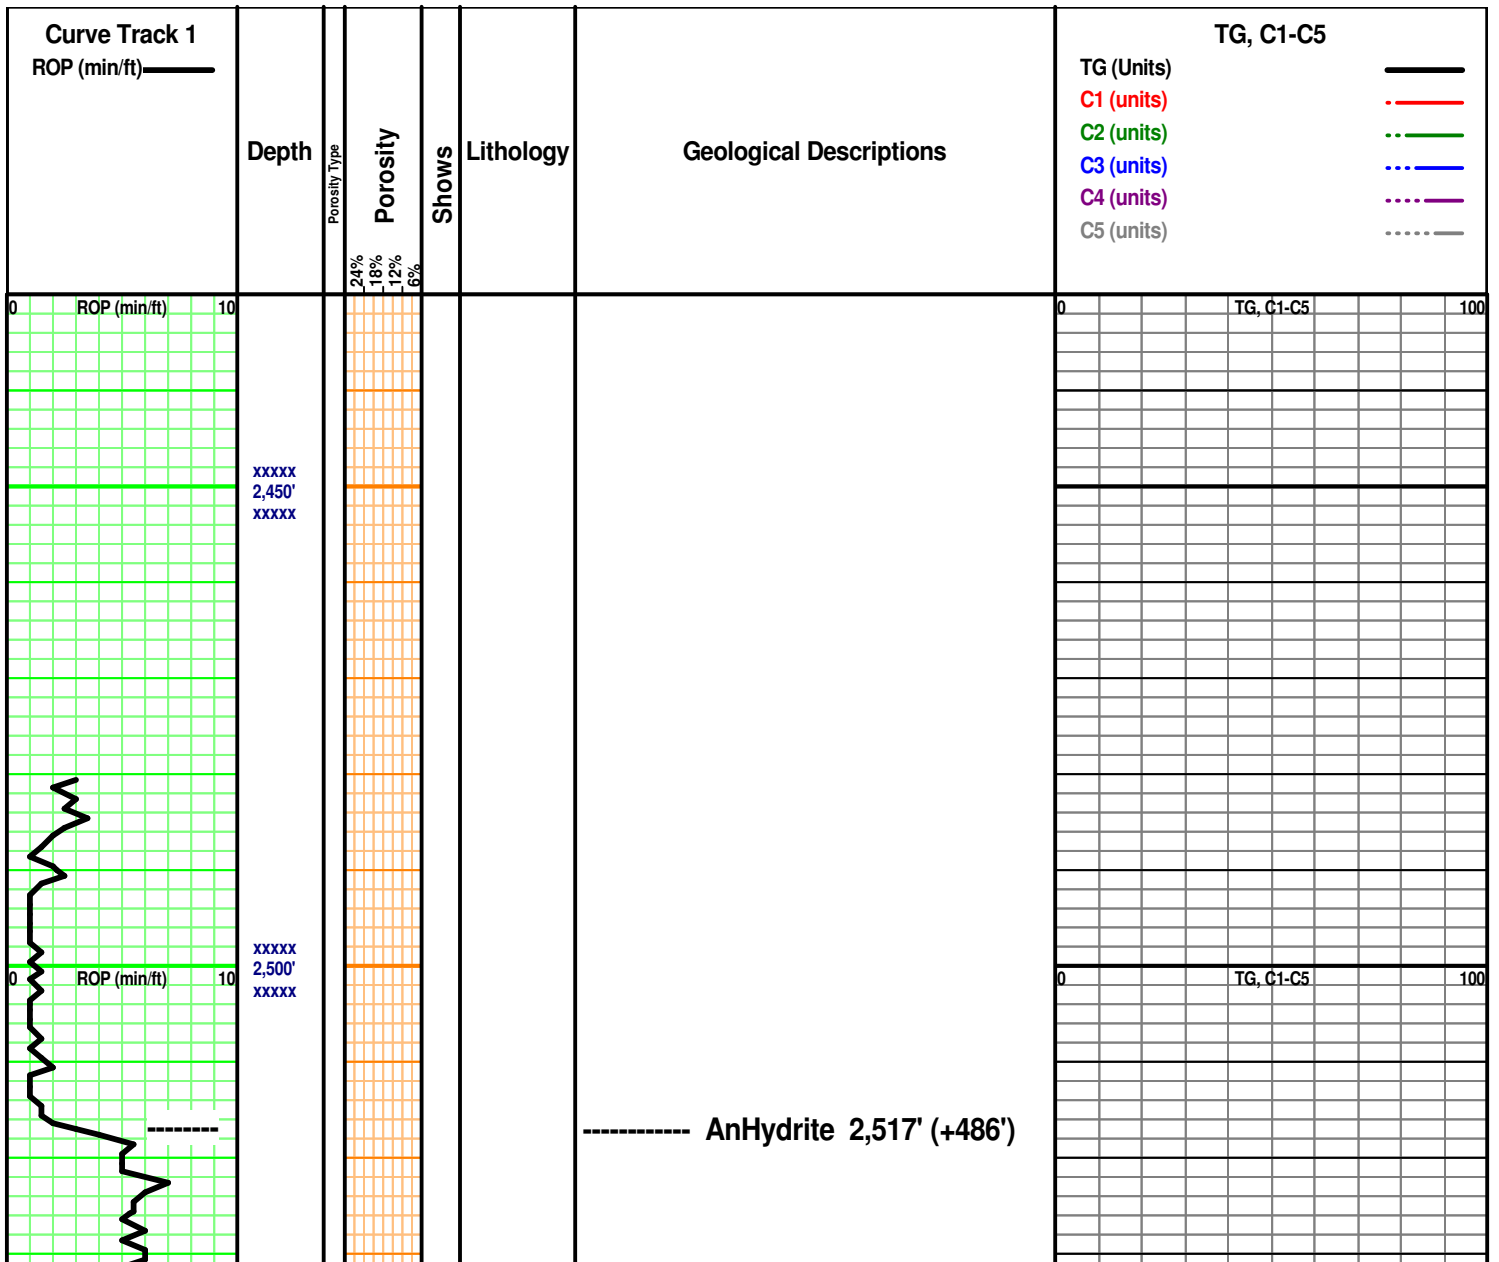 Curve Track 1
ROP (min/ft)
Depth
Porosity Type
Porosity
24%
18%
12%
6%
Shows
Lithology
Geological Descriptions
TG, C1-C5
TG (Units)
C1 (units)
C2 (units)
C3 (units)
C4 (units)
C5 (units)
0 ROP (min/ft) 10
0 TG, C1-C5 100
xxxxx
2,450'
xxxxx
xxxxx
2,500'
xxxxx
0 ROP (min/ft) 10
0 TG, C1-C5 100
--------- ------------ AnHydrite 2,517' (+486')